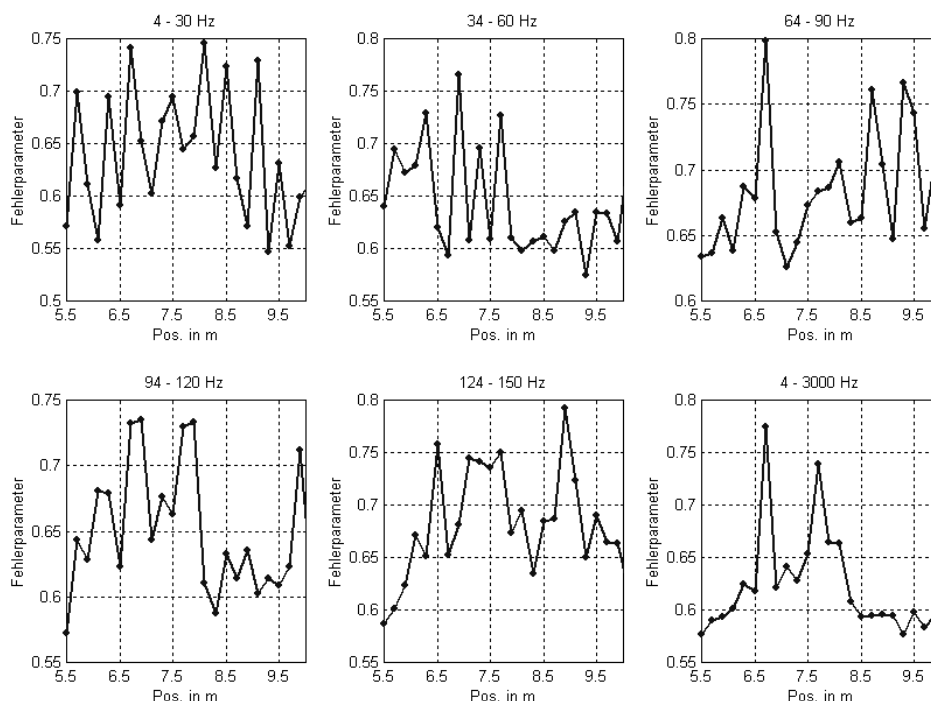 4 - 30 Hz
0.75
0.7
0.65
0.6
0.55
0.5
Fehlerparameter
5.5 6.5 7.5 8.5 9.5
Pos. in m
34 - 60 Hz
0.8
0.75
0.7
0.65
0.6
0.55
Fehlerparameter
5.5 6.5 7.5 8.5 9.5
Pos. in m
64 - 90 Hz
0.8
0.75
0.7
0.65
0.6
Fehlerparameter
5.5 6.5 7.5 8.5 9.5
Pos. in m
94 - 120 Hz
0.75
0.7
0.65
0.6
0.55
Fehlerparameter
5.5 6.5 7.5 8.5 9.5
Pos. in m
124 - 150 Hz
0.8
0.75
0.7
0.65
0.6
0.55
Fehlerparameter
5.5 6.5 7.5 8.5 9.5
Pos. in m
4 - 3000 Hz
0.8
0.75
0.7
0.65
0.6
0.55
Fehlerparameter
5.5 6.5 7.5 8.5 9.5
Pos. in m